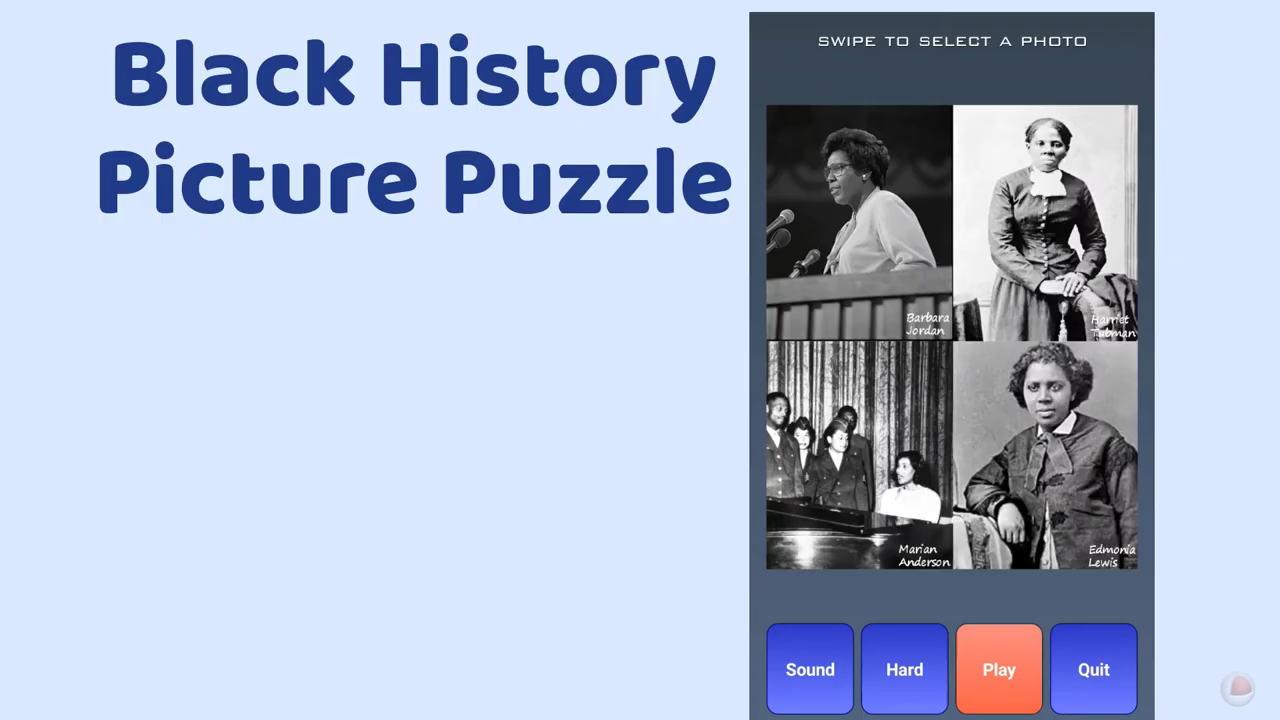 Black History
Picture Puzzle
SWIPE TO SELECT A PHOTO
Barbara
Jordan
Harriet
Tubman
Marian
Anderson
Edmonia
Lewis
Sound
Hard
Play
Quit